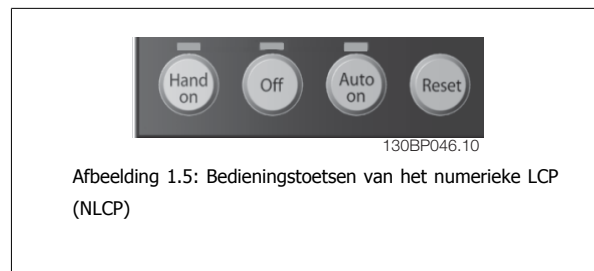 Hand
on
Off
Auto
on
Reset
130BP046.10
Afbeelding 1.5: Bedieningstoetsen van het numerieke LCP
(NLCP)